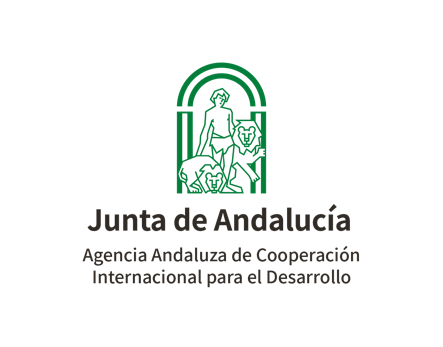 Junta de Andalucía
Agencia Andaluza de Cooperación
Internacional para el Desarrollo